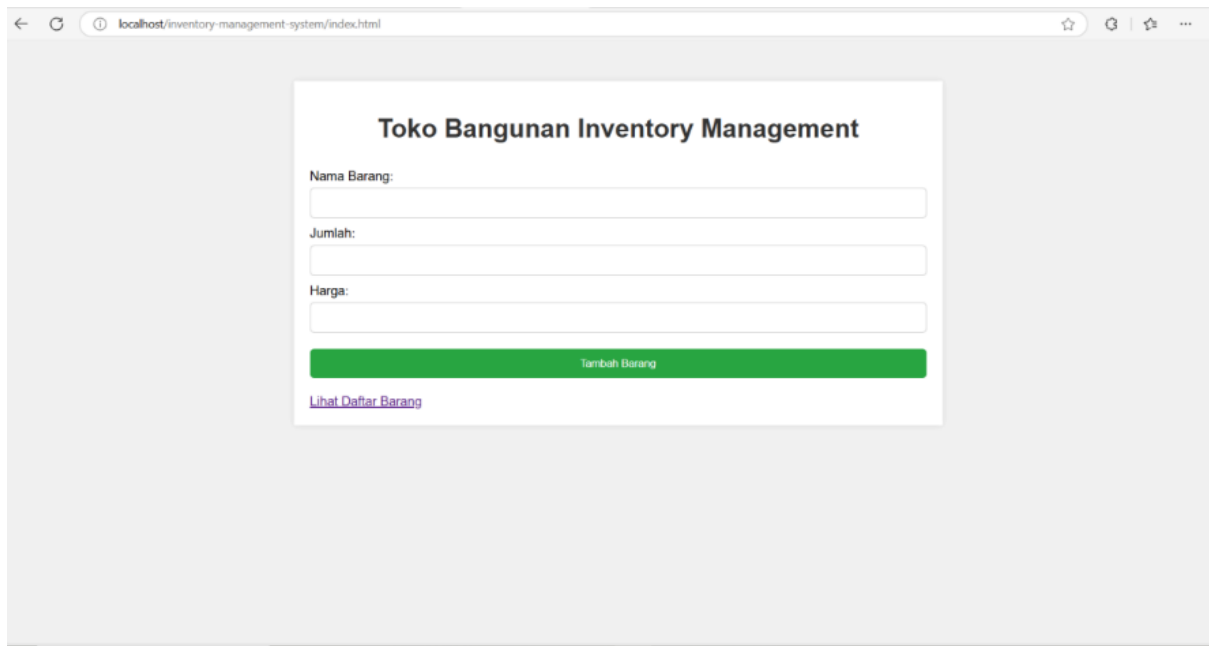 localhost/inventory-management-system/index.html
Toko Bangunan Inventory Management
Nama Barang:
Jumlah:
Harga:
Tambah Barang
Lihat Daftar Barang